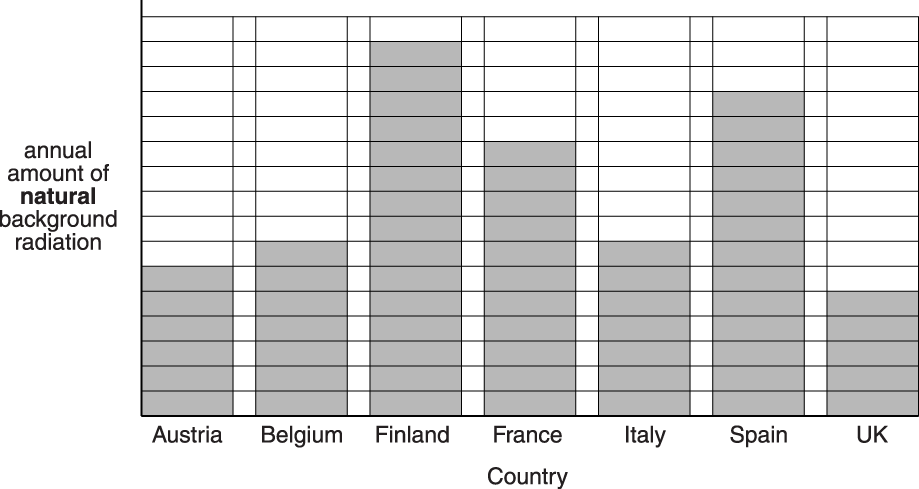 annual
amount of
natural
background
radiation
Austria Belgium Finland France Italy Spain UK
Country